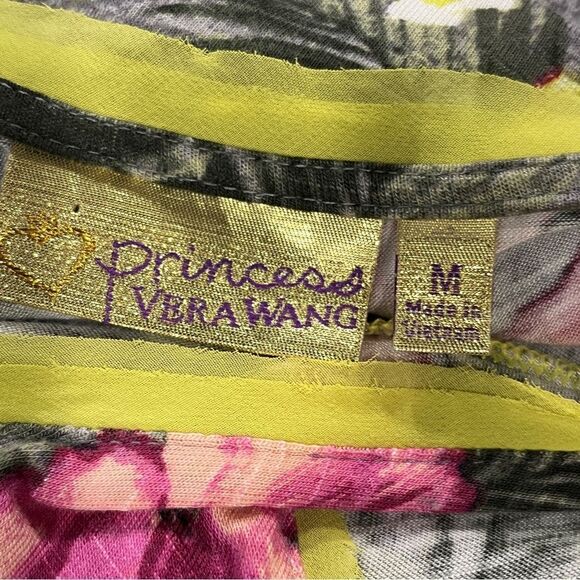 princess
VERA WANG
M
Made in
Vietnam